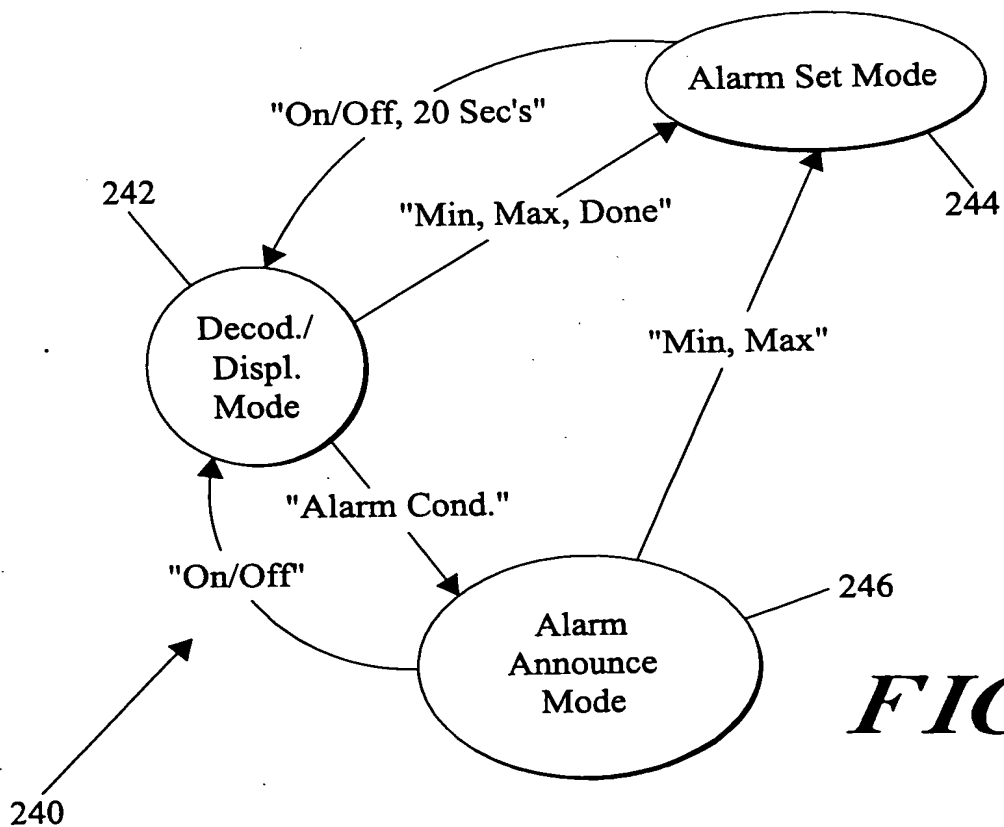 Alarm Set Mode
"On/Off, 20 Sec's"
242
"Min, Max, Done"
244
Decod./
Displ.
Mode
"Min, Max"
"Alarm Cond."
"On/Off"
246
Alarm
Announce
Mode
FIG
240